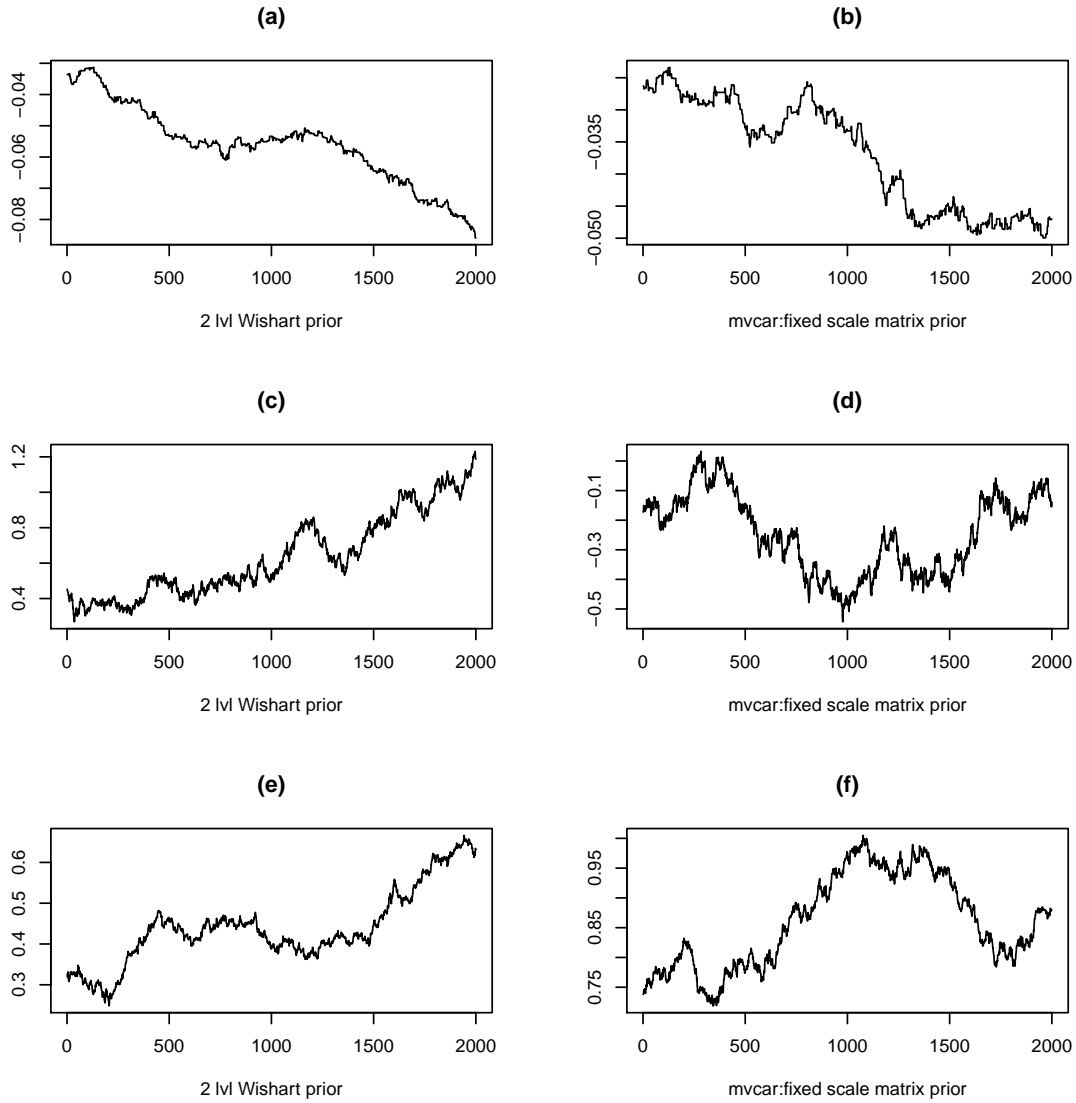 (a)
−0.04
−0.06
−0.08
0 500 1000 1500 2000
2 lvl Wishart prior
(b)
−0.035
−0.050
0 500 1000 1500 2000
mvcar:fixed scale matrix prior
(c)
1.2
0.8
0.4
0 500 1000 1500 2000
2 lvl Wishart prior
(d)
−0.1
−0.3
−0.5
0 500 1000 1500 2000
mvcar:fixed scale matrix prior
(e)
0.6
0.5
0.4
0.3
0 500 1000 1500 2000
2 lvl Wishart prior
(f)
0.95
0.85
0.75
0 500 1000 1500 2000
mvcar:fixed scale matrix prior